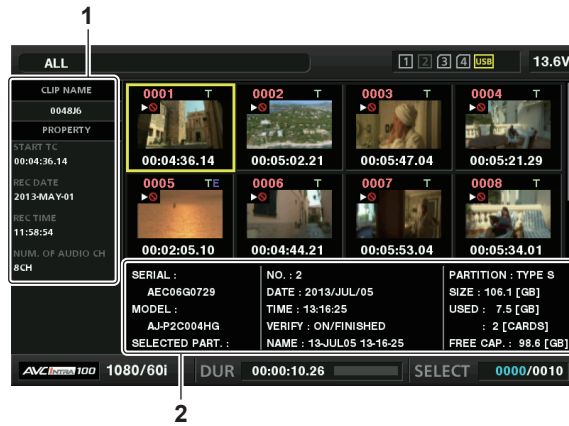 1
ALL
1 2 3 4 USB
13.6V
CLIP NAME
0048J6
PROPERTY
START TC
00:04:36.14
REC DATE
2013-MAY-01
REC TIME
11:58:54
NUM. OF AUDIO CH
8CH
0001 T
00:04:36.14
0002 T
00:05:02.21
0003 T
00:05:47.04
0004 T
00:05:21.29
0005 TE
00:02:05.10
0006 T
00:04:44.21
0007 T
00:05:53.04
0008 T
00:05:34.01
SERIAL :
AEC06G0729
MODEL :
AJ-P2C004HG
SELECTED PART. :
NO. : 2
DATE : 2013/JUL/05
TIME : 13:16:25
VERIFY : ON/FINISHED
NAME : 13-JUL05 13-16-25
PARTITION : TYPE S
SIZE : 106.1 [GB]
USED : 7.5 [GB]
: 2 [CARDS]
FREE CAP. : 98.6 [GB]
AVC INTRA 100 1080/60i DUR 00:00:10.26 SELECT 0000/0010
2